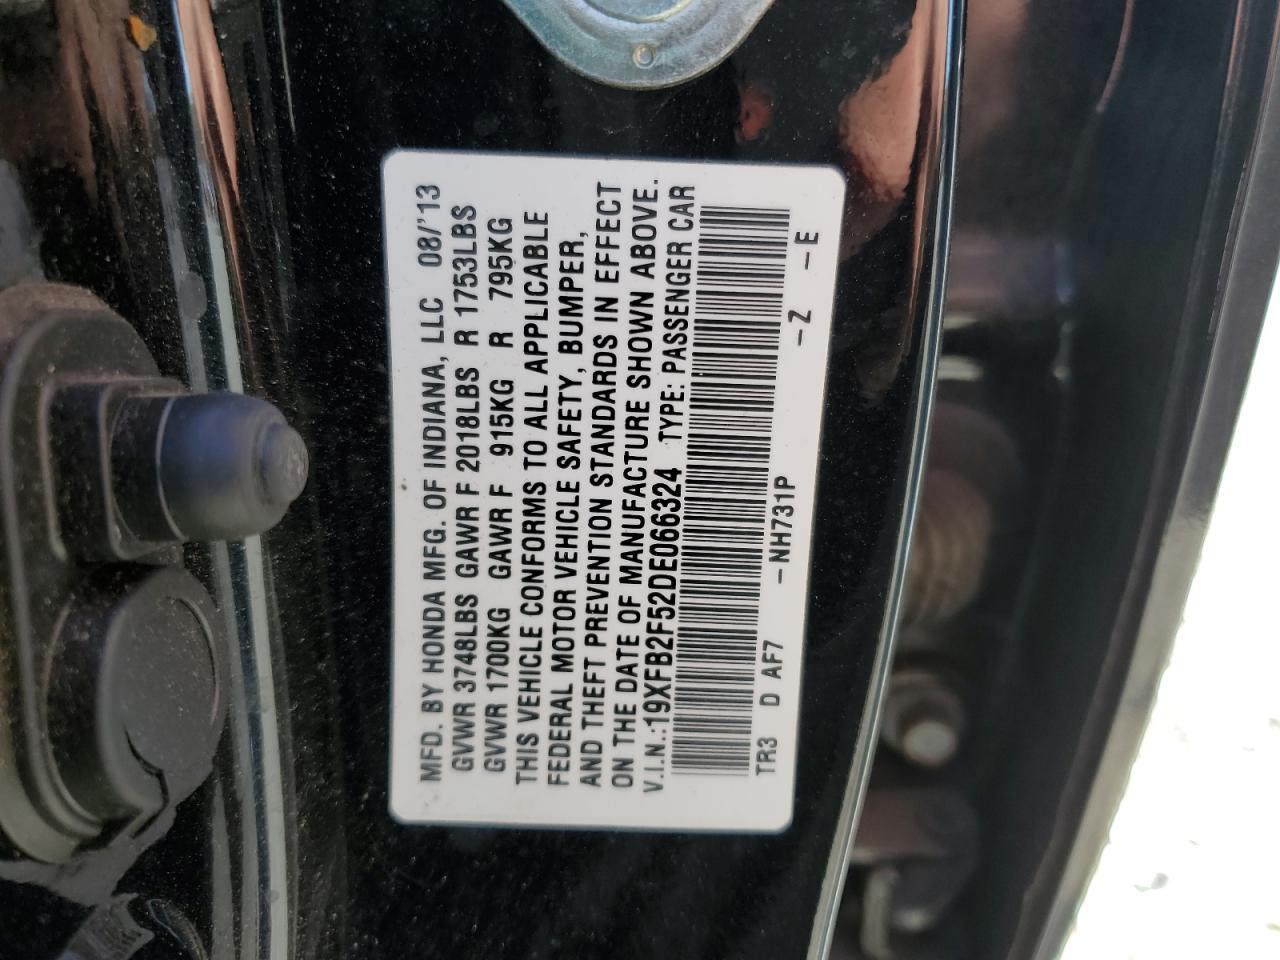 MFD. BY HONDA MFG. OF INDIANA, LLC 08/'13
GVWR 3748LBS GAWR F 2018LBS R 1753LBS
GVWR 1700KG GAWR F 915KG R 795KG
THIS VEHICLE CONFORMS TO ALL APPLICABLE
FEDERAL MOTOR VEHICLE SAFETY, BUMPER,
AND THEFT PREVENTION STANDARDS IN EFFECT
ON THE DATE OF MANUFACTURE SHOWN ABOVE.
V.I.N.:19XFB2F52DE066324 TYPE: PASSENGER CAR
TR3 D AF7 -NH731P -Z -E